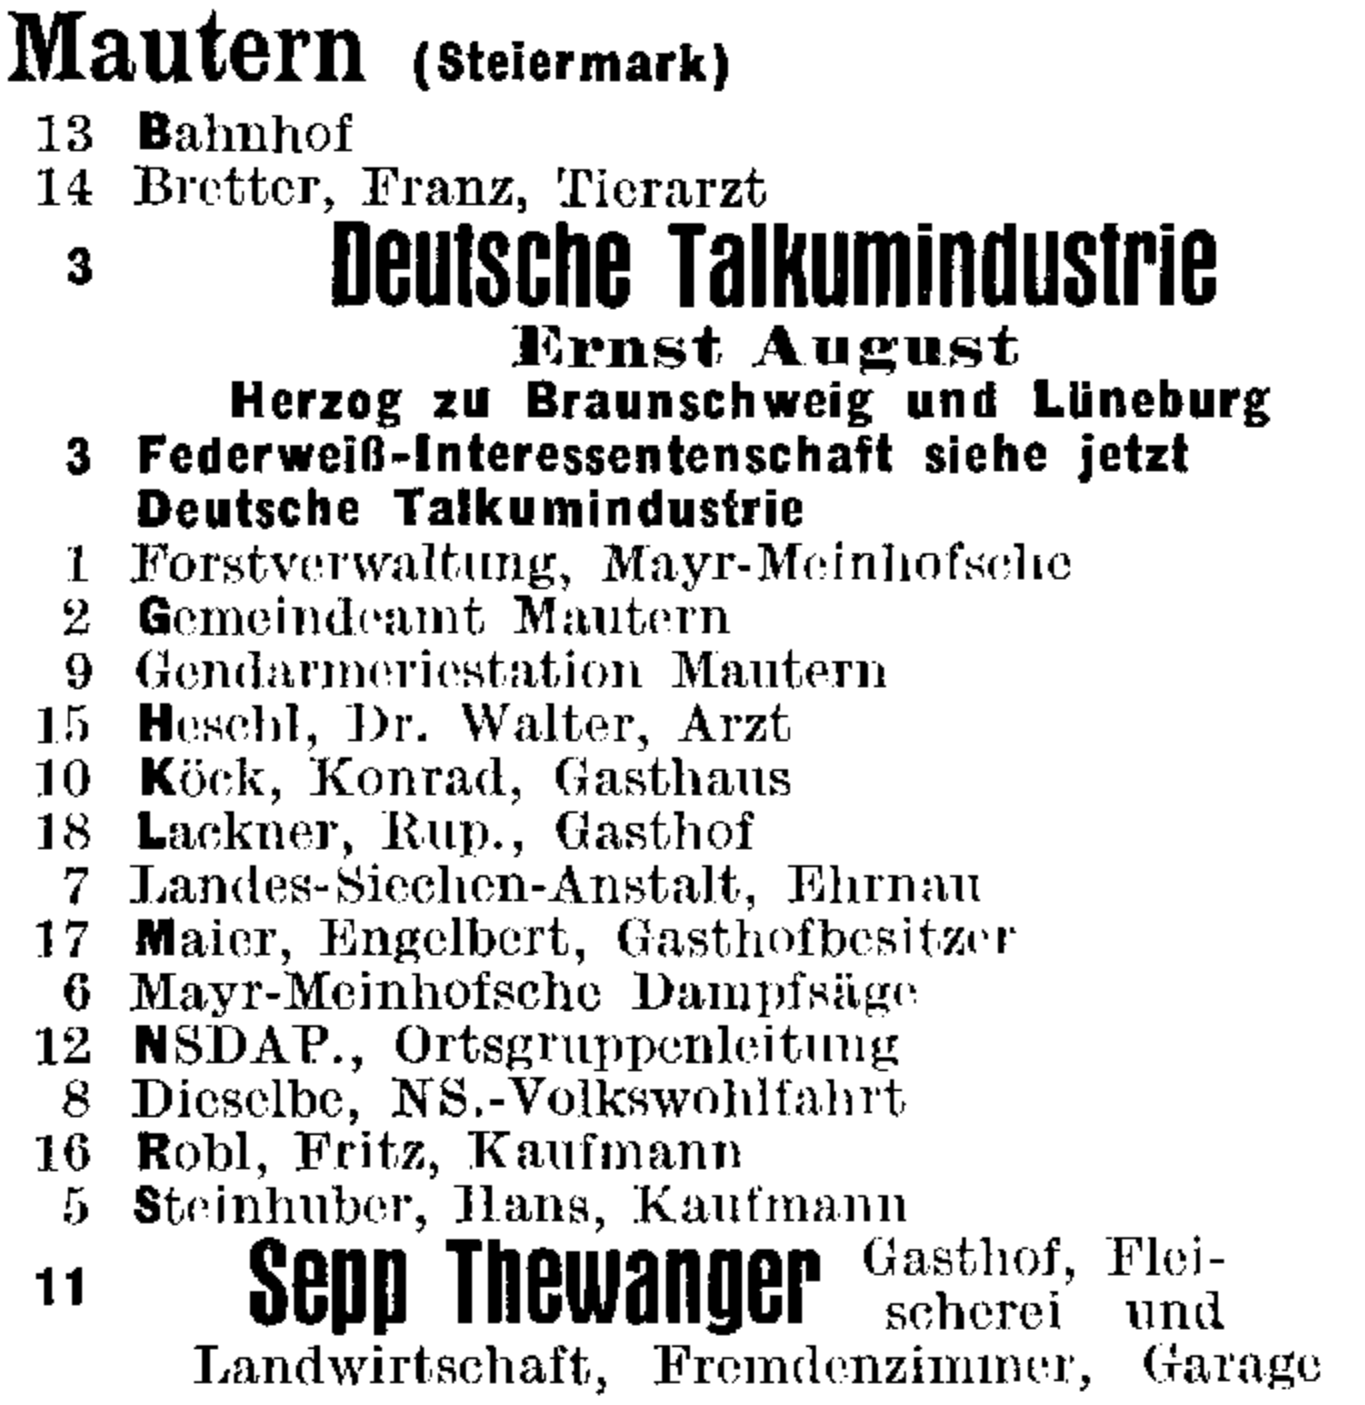 Mautern (Steiermark)
13 Bahnhof
14 Bretter, Franz, Tierarzt
3 Deutsche Talkumindustrie
Ernst August
Herzog zu Braunschweig und Lüneburg
3 Federweiß-Interessentenschaft siehe jetzt
Deutsche Talkumindustrie
1 Forstverwaltung, Mayr-Meinhofsche
2 Gemeindeamt Mautern
9 Gendarmeriestation Mautern
15 Heschl, Dr. Walter, Arzt
10 Köck, Konrad, Gasthaus
18 Lackner, Rup., Gasthof
7 Landes-Siechen-Anstalt, Ehrnau
17 Maier, Engelbert, Gasthofbesitzer
6 Mayr-Meinhofsche Dampfsäge
12 NSDAP., Ortsgruppenleitung
8 Dieselbe, NS.-Volkswohlfahrt
16 Robl, Fritz, Kaufmann
5 Steinhuber, Hans, Kaufmann
11 Sepp Thewanger Gasthof, Flei-
scherei und
Landwirtschaft, Fremdenzimmer, Garage